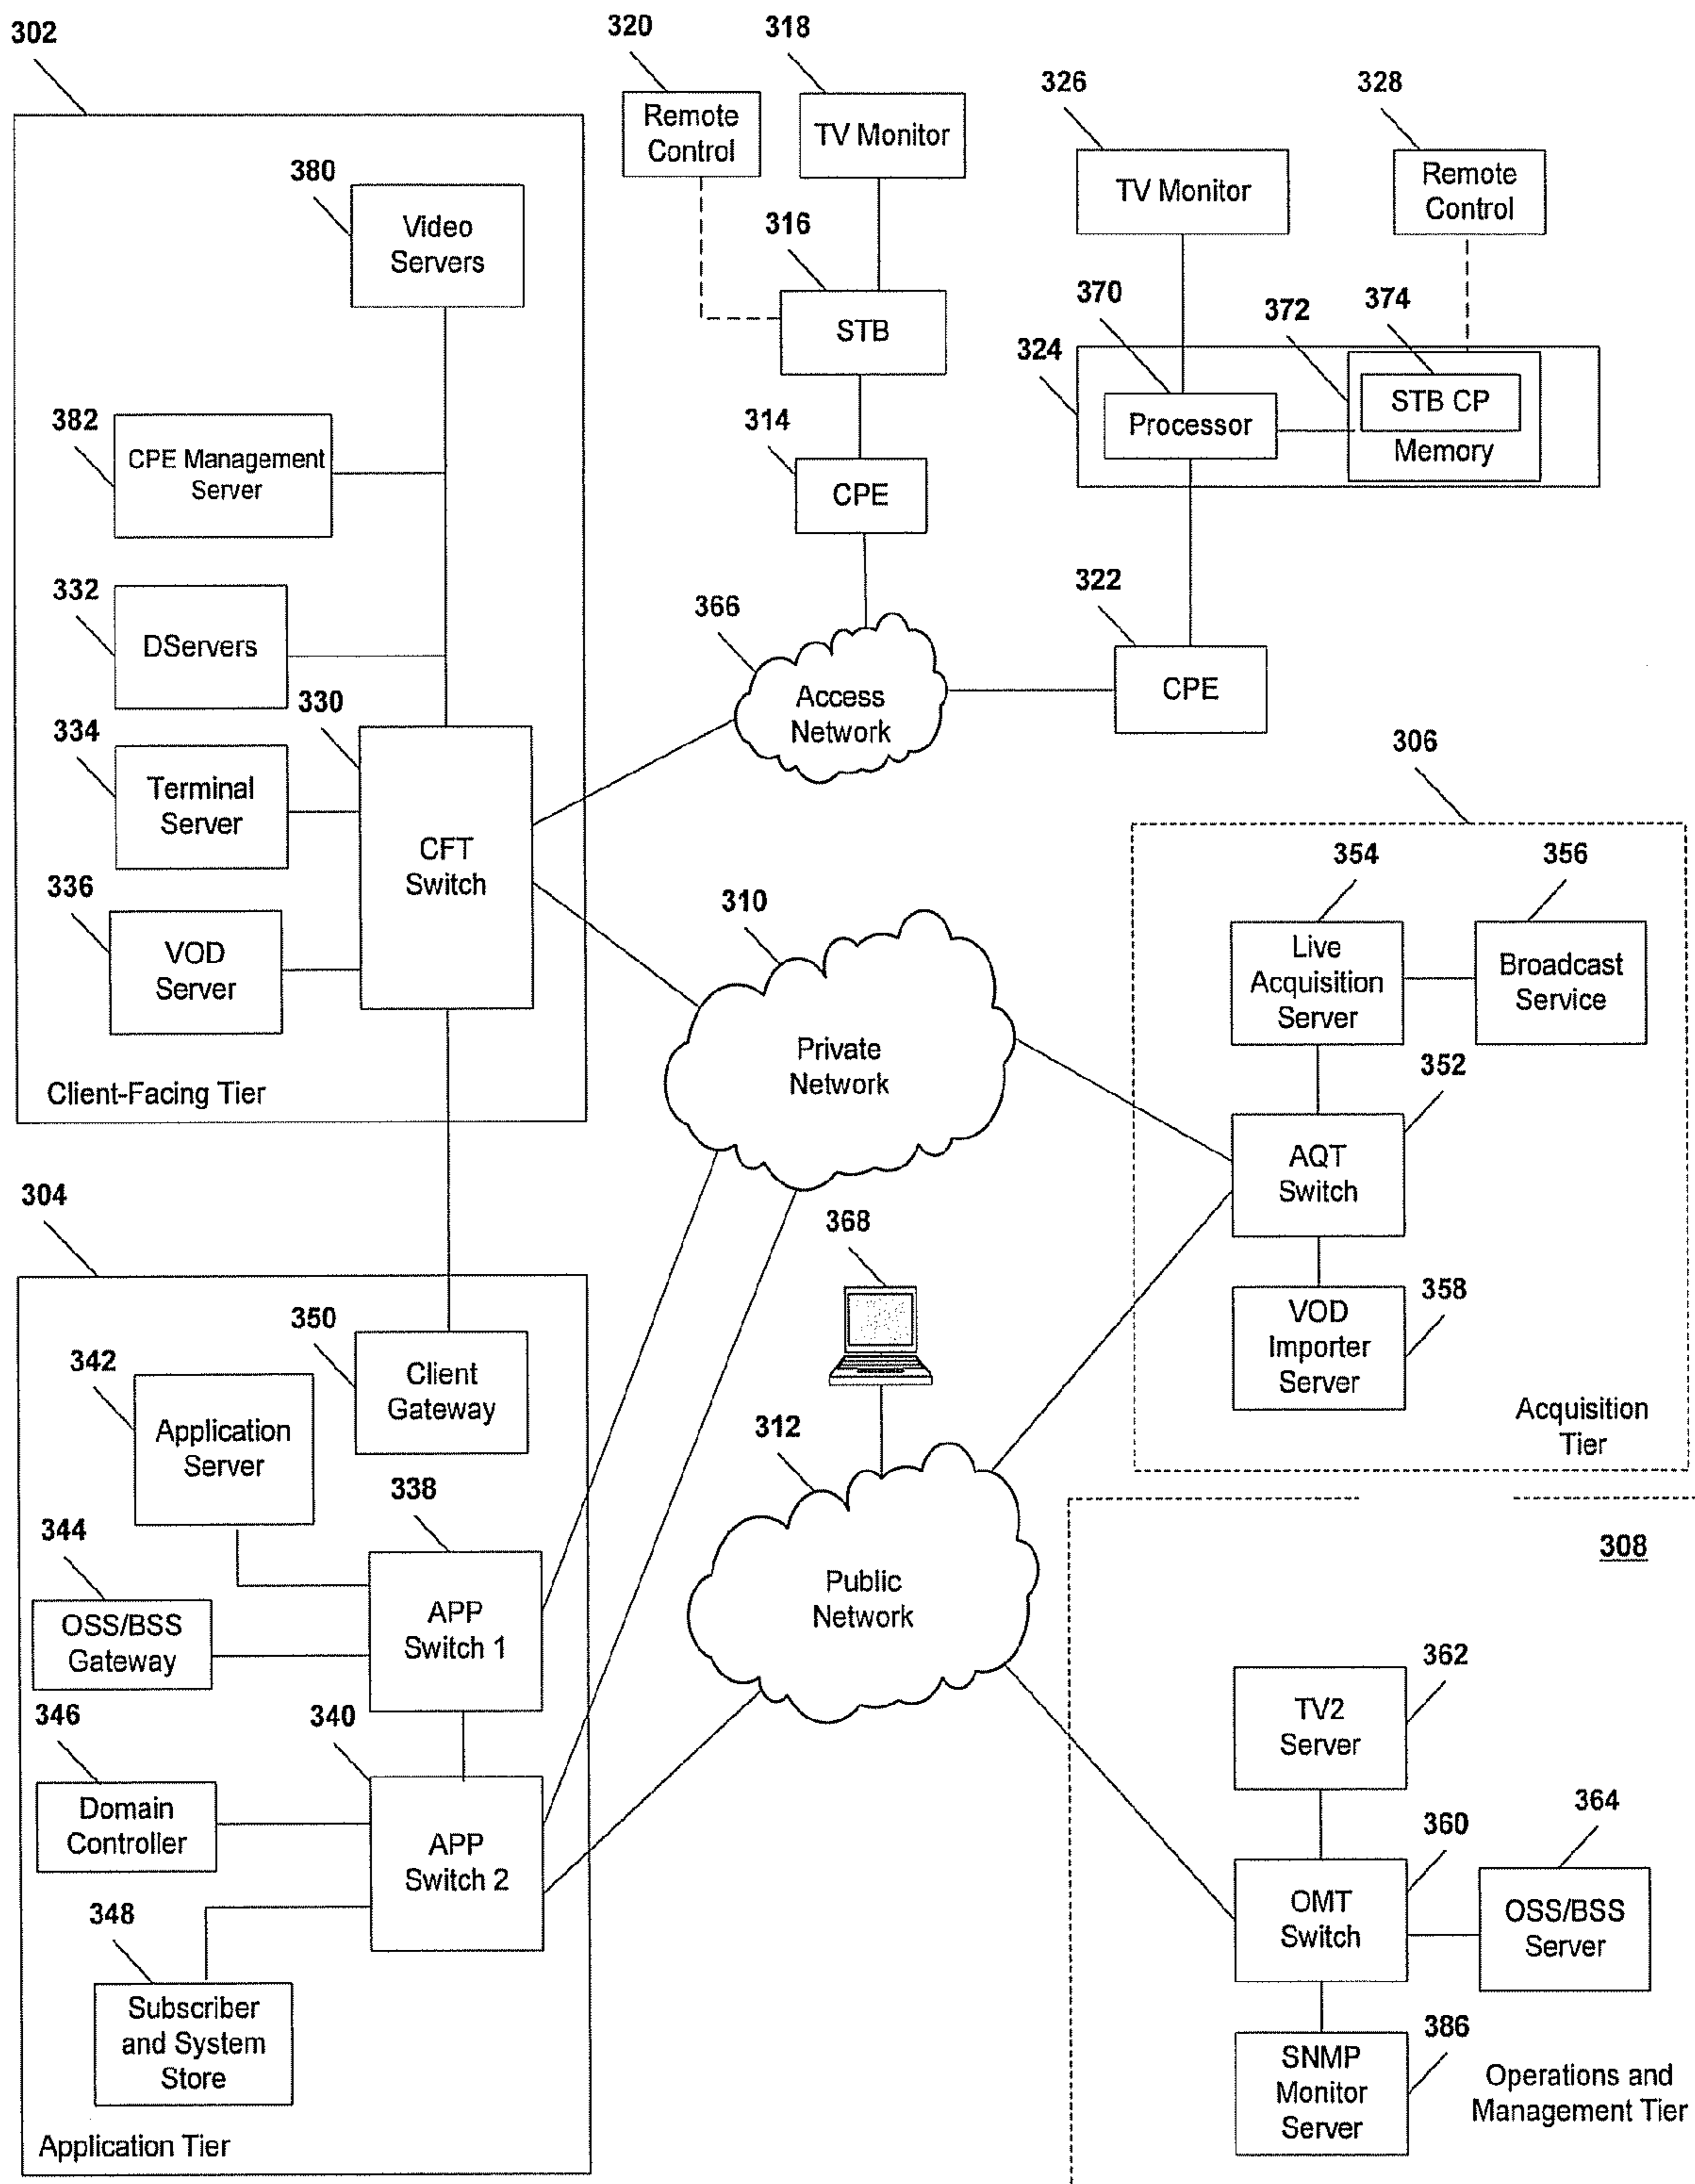 302
320
318
326
328
Remote
Control
TV Monitor
TV Monitor
Remote
Control
380
Video
Servers
316
STB
370
372
374
324
STB CP
Processor
Memory
382
CPE Management
Server
314
CPE
332
DServers
366
322
Access
Network
CPE
330
334
Terminal
Server
CFT
Switch
306
336
VOD
Server
310
354
356
Live
Acquisition
Server
Broadcast
Service
Private
Network
352
Client-Facing Tier
AQT
Switch
304
368
350
Client
Gateway
342
Application
Server
358
VOD
Importer
Server
Acquisition
Tier
312
338
344
OSS/BSS
Gateway
APP
Switch 1
Public
Network
308
362
TV2
Server
346
340
Domain
Controller
APP
Switch 2
360
364
OMT
Switch
OSS/BSS
Server
348
Subscriber
and System
Store
386
SNMP
Monitor
Server
Operations and
Management Tier
Application Tier